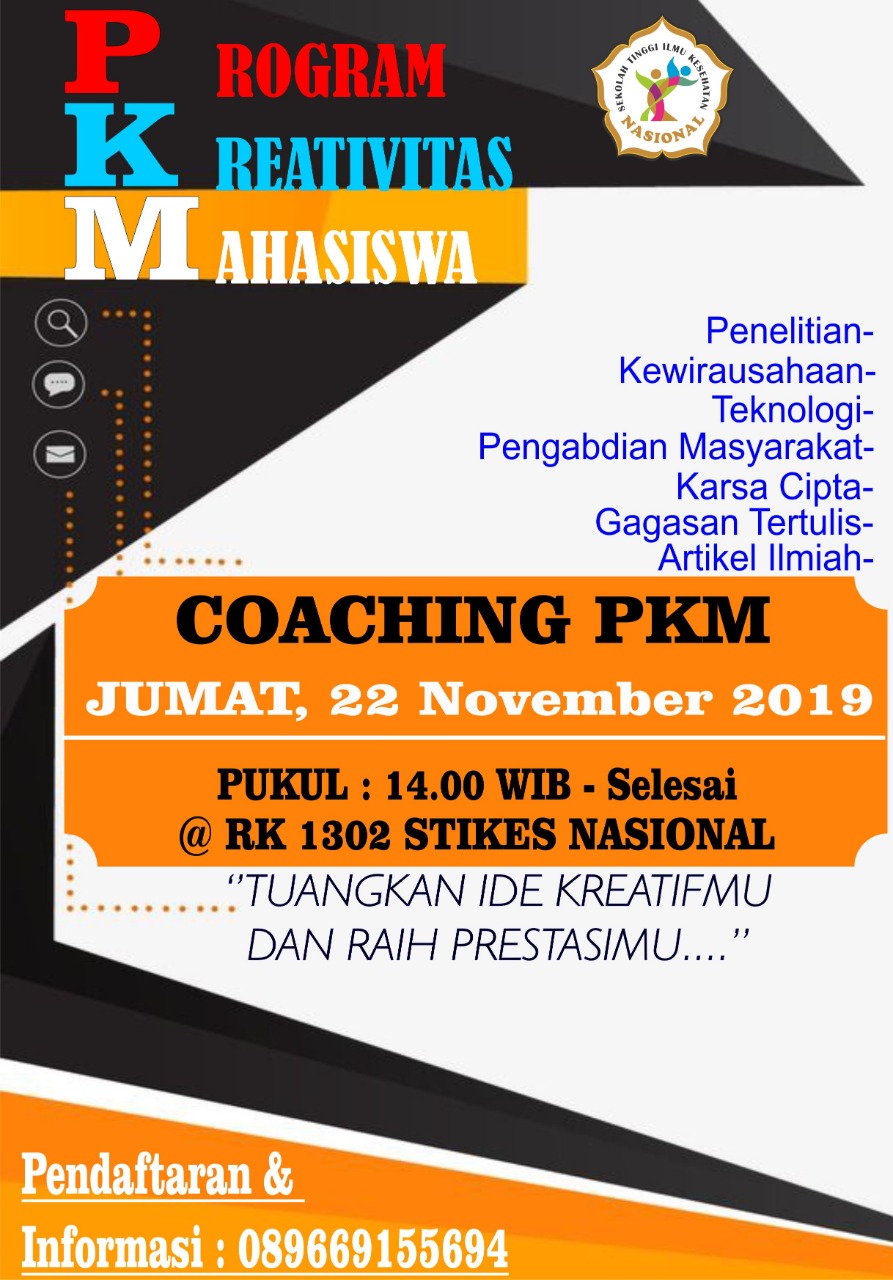 PROGRAM
KREATIVITAS
MAHASISWA
SEKOLAH TINGGI ILMU KESEHATAN
NASIONAL
Penelitian-
Kewirausahaan-
Teknologi-
Pengabdian Masyarakat-
Karsa Cipta-
Gagasan Tertulis-
Artikel Ilmiah-
COACHING PKM
JUMAT, 22 November 2019
PUKUL : 14.00 WIB - Selesai
@ RK 1302 STIKES NASIONAL
‘’TUANGKAN IDE KREATIFMU
DAN RAIH PRESTASIMU....’’
Pendaftaran &
Informasi : 089669155694